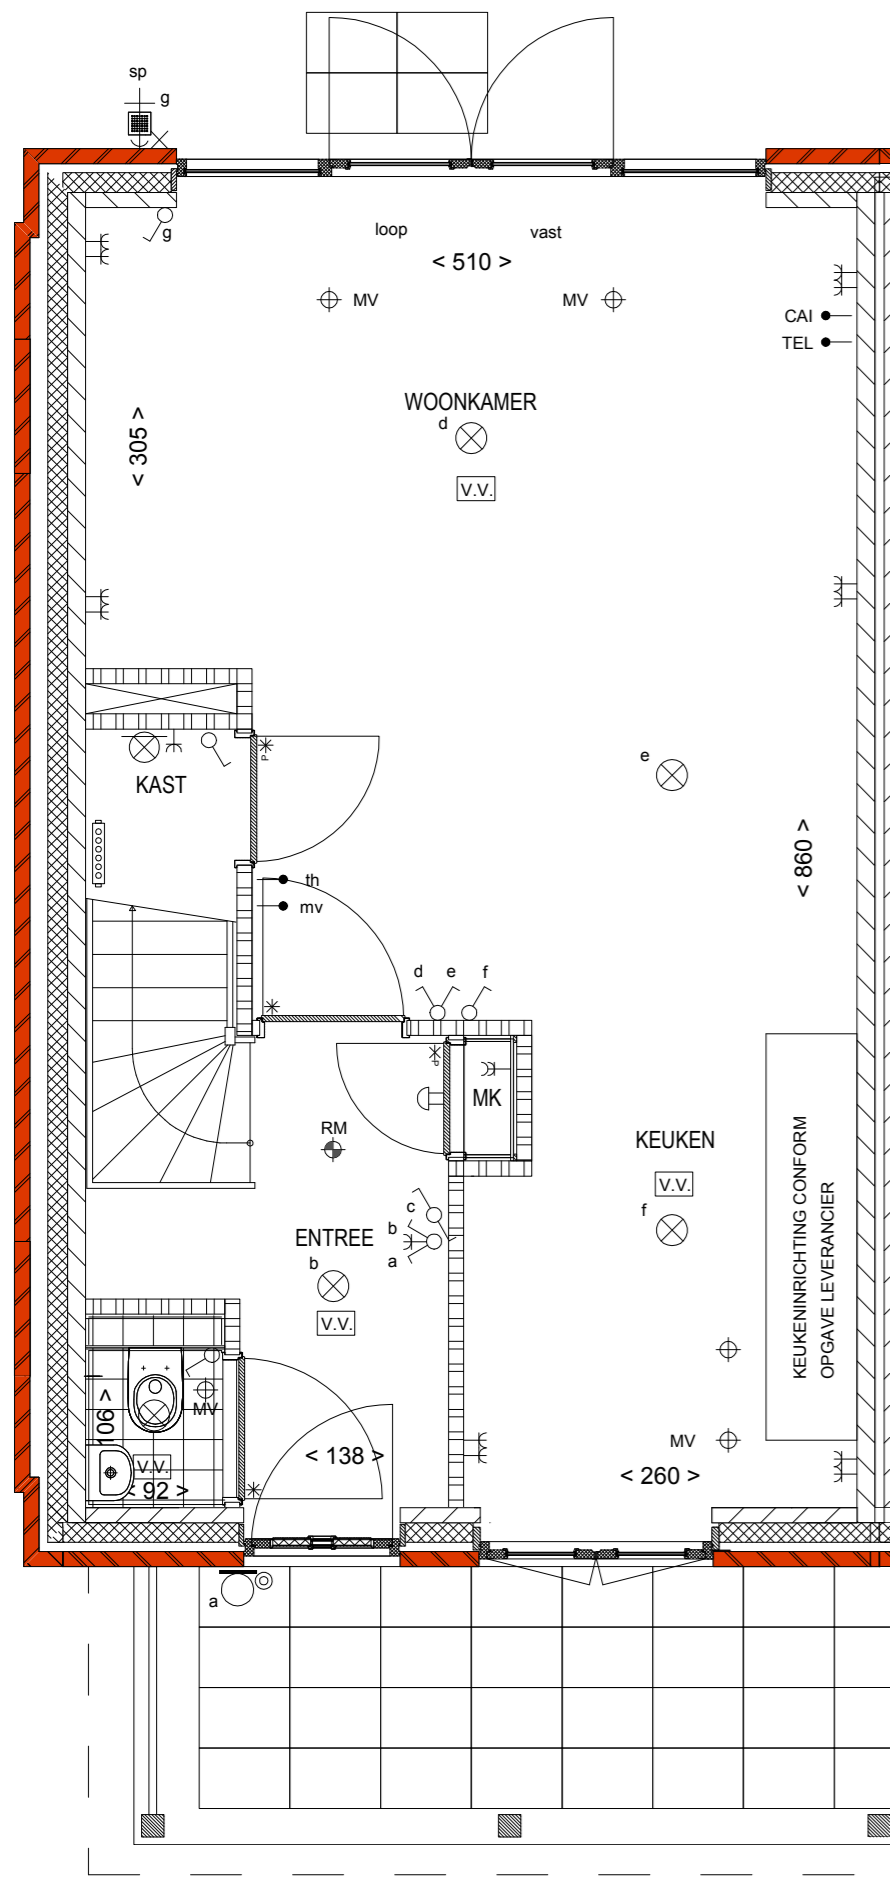 sp
g
g
loop
vast
< 510 >
MV
MV
CAI
TEL
WOONKAMER
d
V.V.
< 305 >
e
KAST
P
< 860 >
th
mv
d e f
P
MK
RM
KEUKEN
V.V.
f
KEUKENINRICHTING CONFORM
OPGAVE LEVERANCIER
c
b
a
ENTREE
b
V.V.
MV
106 >
V.V.
< 92 >
< 138 >
MV
< 260 >
a